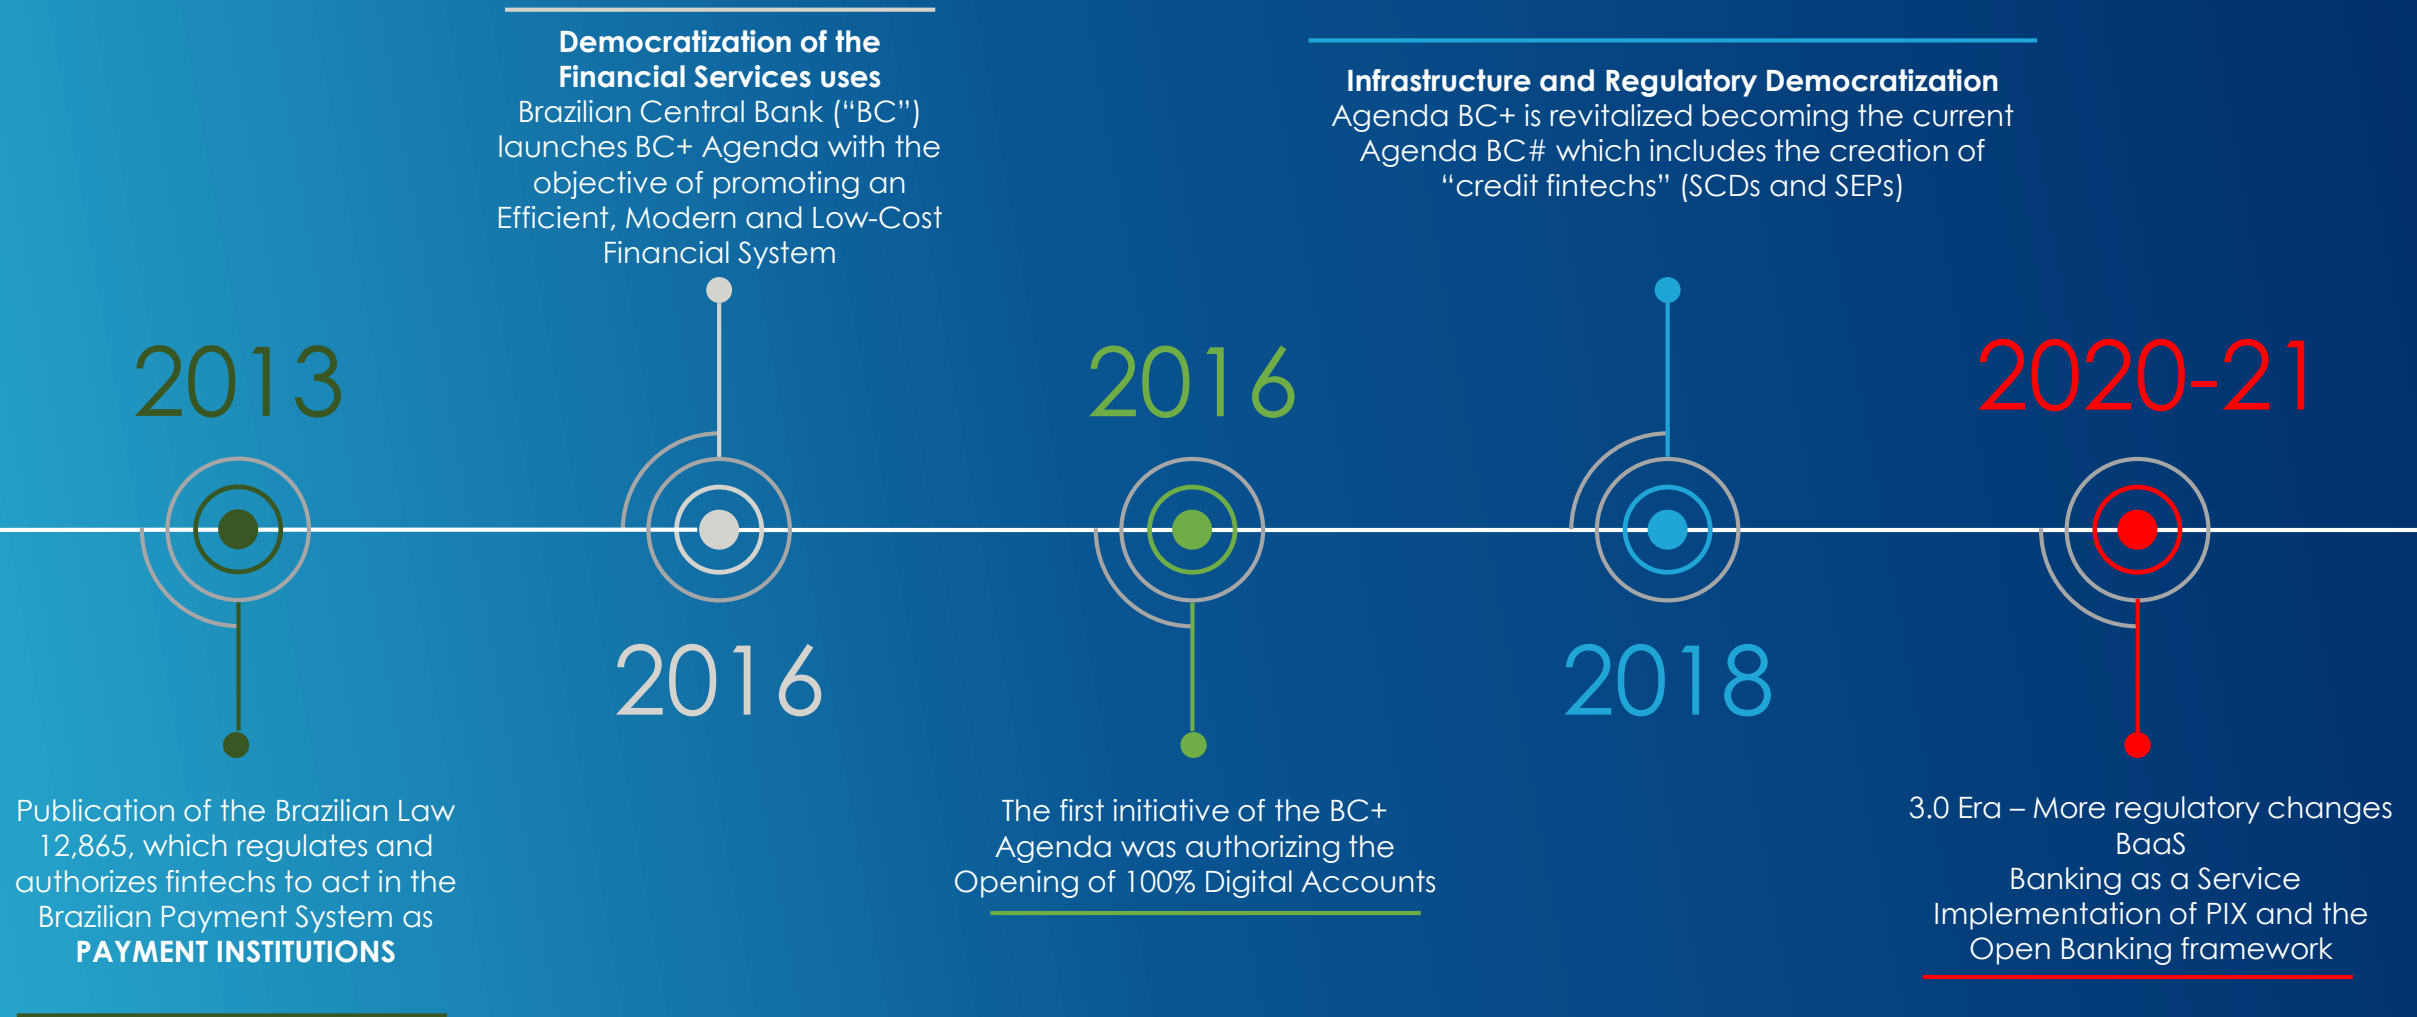 Democratization of the
Financial Services uses
Brazilian Central Bank (“BC”)
launches BC+ Agenda with the
objective of promoting an
Efficient, Modern and Low-Cost
Financial System
Infrastructure and Regulatory Democratization
Agenda BC+ is revitalized becoming the current
Agenda BC# which includes the creation of
“credit fintechs” (SCDs and SEPs)
2013
2016
2020-21
2016
2018
Publication of the Brazilian Law
12,865, which regulates and
authorizes fintechs to act in the
Brazilian Payment System as
PAYMENT INSTITUTIONS
The first initiative of the BC+
Agenda was authorizing the
Opening of 100% Digital Accounts
3.0 Era – More regulatory changes
BaaS
Banking as a Service
Implementation of PIX and the
Open Banking framework